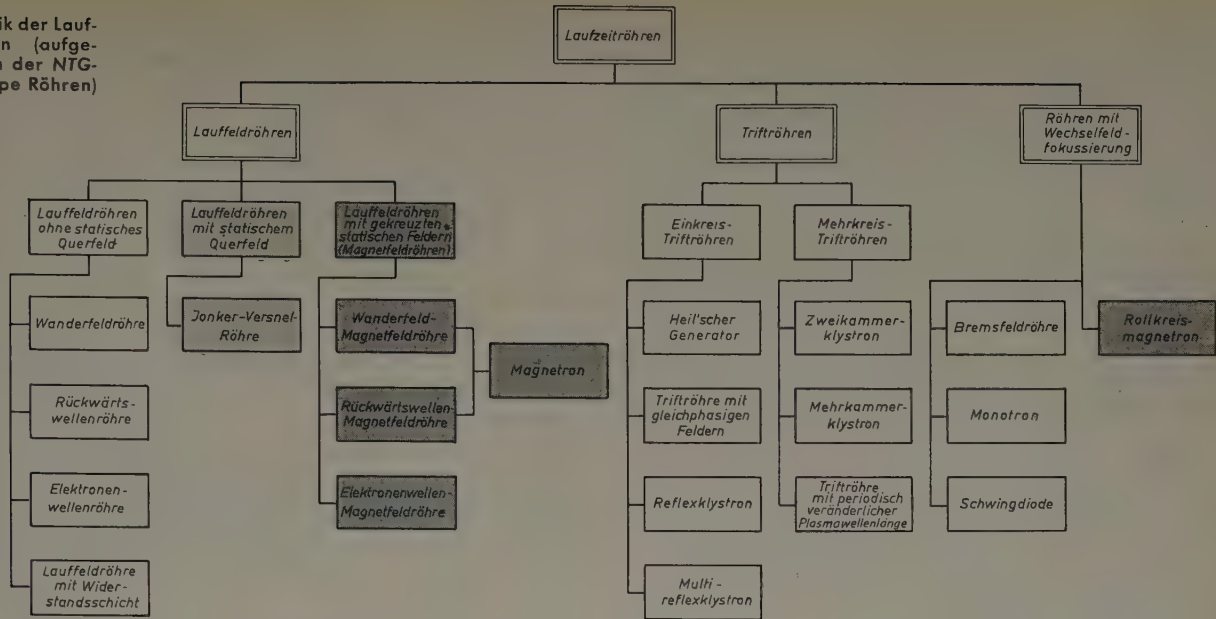 ik der Lauf-
n (aufge-
n der NTG-
pe Röhren)
Laufzeitröhren
Lauffeldröhren
Triftröhren
Röhren mit
Wechselfeld-
fokussierung
Lauffeldröhren
ohne statisches
Querfeld
Lauffeldröhren
mit statischem
Querfeld
Lauffeldröhren
mit gekreuzten
statischen Feldern
(Magnetfeldröhren)
Einkreis-
Triftröhren
Mehrkreis-
Triftröhren
Wanderfeldröhre
Jonker-Versnel-
Röhre
Wanderfeld-
Magnetfeldröhre
Magnetron
Heil'scher
Generator
Zweikammer-
klystron
Bremsfeldröhre
Rollkreis-
magnetron
Rückwärts-
wellenröhre
Rückwärtswellen-
Magnetfeldröhre
Triftröhre mit
gleichphasigen
Feldern
Mehrkammer-
klystron
Monotron
Elektronen-
wellenröhre
Elektronenwellen-
Magnetfeldröhre
Reflexklystron
Triftröhre
mit periodisch
veränderlicher
Plasmawellenlänge
Schwingdiode
Lauffeldröhre
mit Wider-
standsschicht
Multi-
reflexklystron